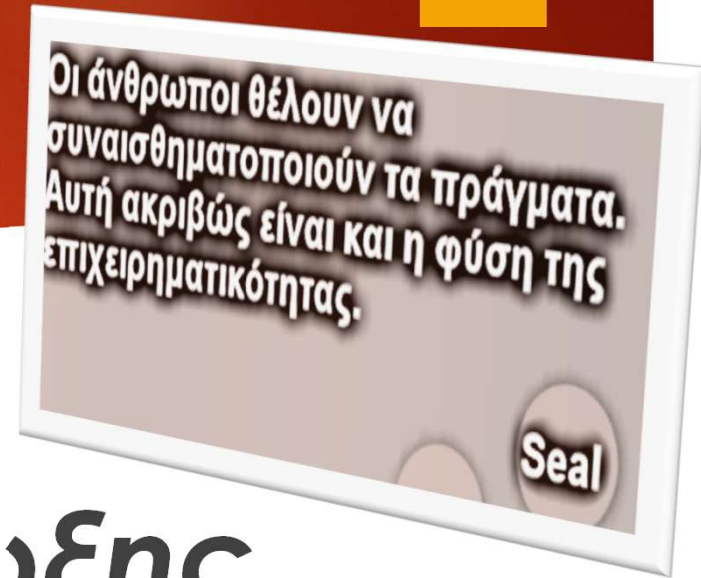 Οι άνθρωποι θέλουν να
συναισθηματοποιούν τα πράγματα.
Αυτή ακριβώς είναι και η φύση της
επιχειρηματικότητας.
Seal